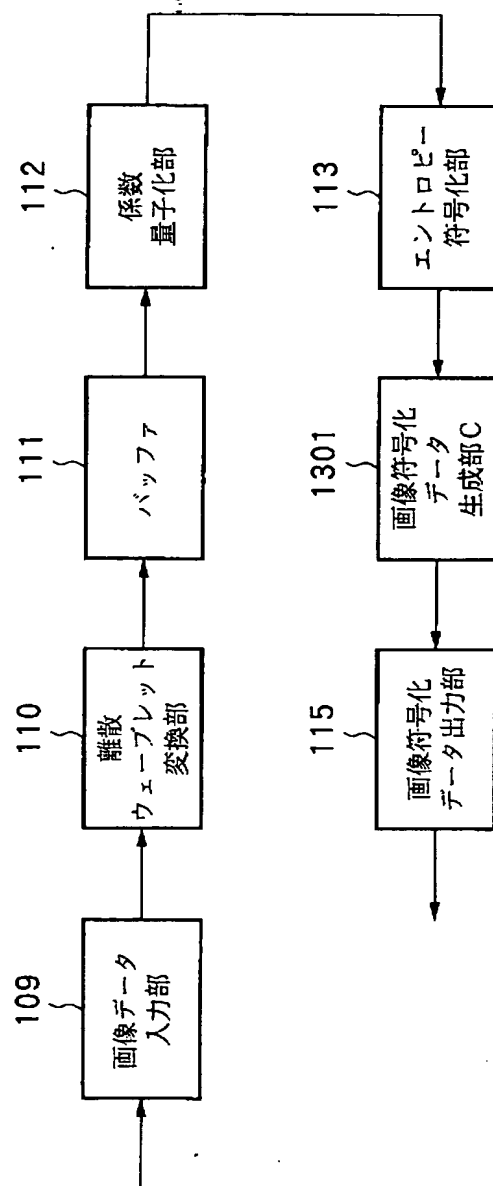 109
画像データ
入力部
110
離散
ウェーブレット
変換部
111
バッファ
112
係数
量子化部
113
エントロピー
符号化部
1301
画像符号化
データ
生成部C
115
画像符号化
データ出力部